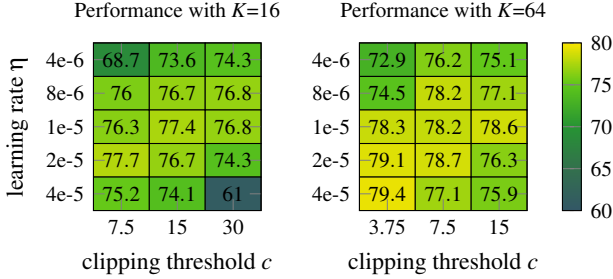 Performance with K=16
Performance with K=64
learning rate η
4e-6 68.7 73.6 74.3
8e-6 76 76.7 76.8
1e-5 76.3 77.4 76.8
2e-5 77.7 76.7 74.3
4e-5 75.2 74.1 61
7.5 15 30
clipping threshold c
4e-6 72.9 76.2 75.1
8e-6 74.5 78.2 77.1
1e-5 78.3 78.2 78.6
2e-5 79.1 78.7 76.3
4e-5 79.4 77.1 75.9
3.75 7.5 15
clipping threshold c
80
75
70
65
60